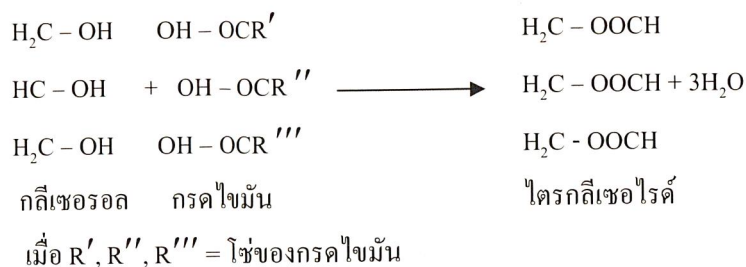 H₂C – OH OH – OCR′ H₂C – OOCH
HC – OH + OH – OCR″ ⟶ H₂C – OOCH + 3H₂O
H₂C – OH OH – OCR‴ H₂C - OOCH
กลีเซอรอล กรดไขมัน ไตรกลีเซอไรด์
เมื่อ R′, R″, R‴ = โซ่ของกรดไขมัน